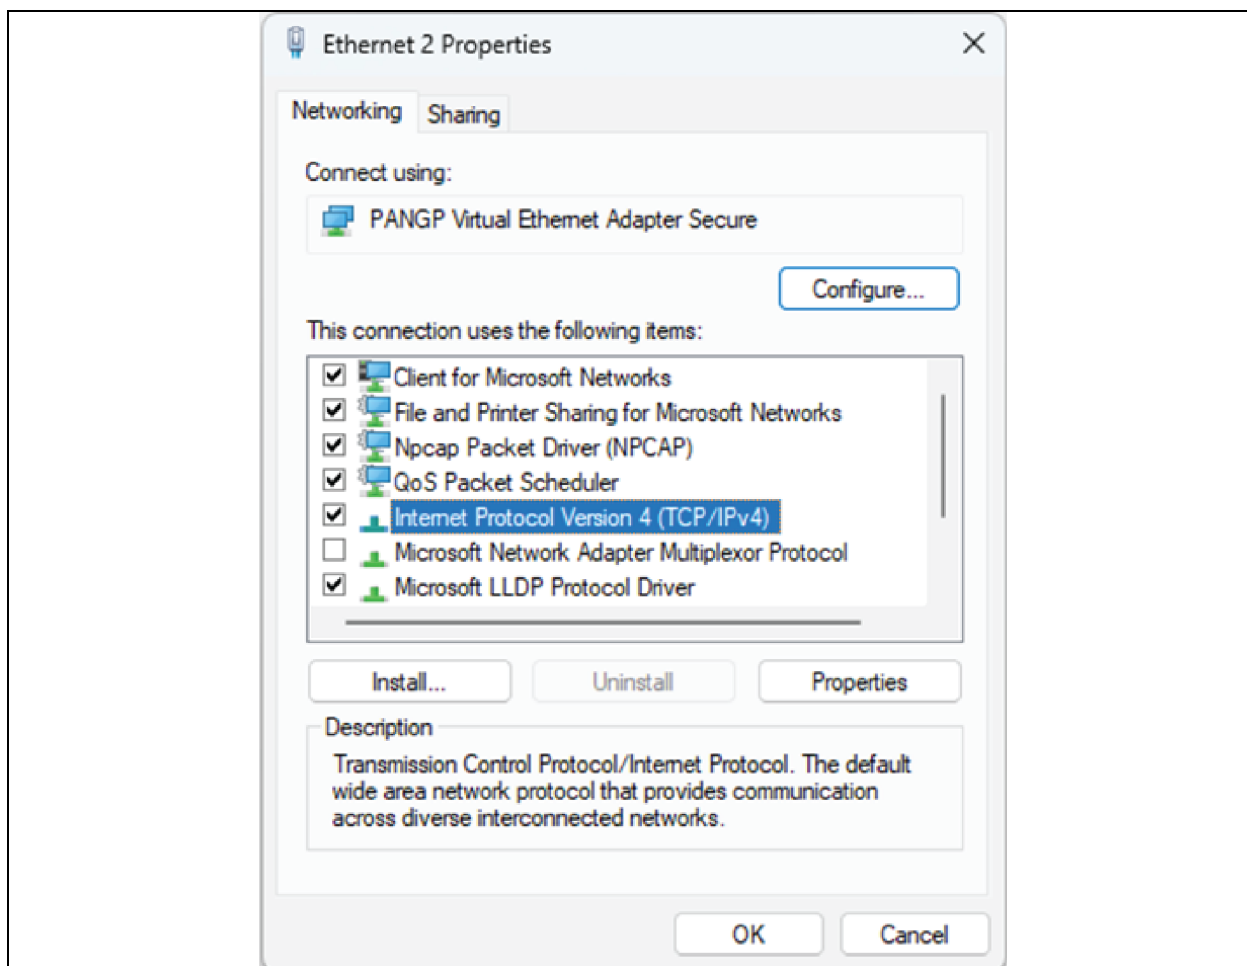 Ethernet 2 Properties
Networking
Sharing
Connect using:
PANGP Virtual Ethernet Adapter Secure
Configure...
This connection uses the following items:
Client for Microsoft Networks
File and Printer Sharing for Microsoft Networks
Npcap Packet Driver (NPCAP)
QoS Packet Scheduler
Internet Protocol Version 4 (TCP/IPv4)
Microsoft Network Adapter Multiplexor Protocol
Microsoft LLDP Protocol Driver
Install...
Uninstall
Properties
Description
Transmission Control Protocol/Internet Protocol. The default
wide area network protocol that provides communication
across diverse interconnected networks.
OK
Cancel